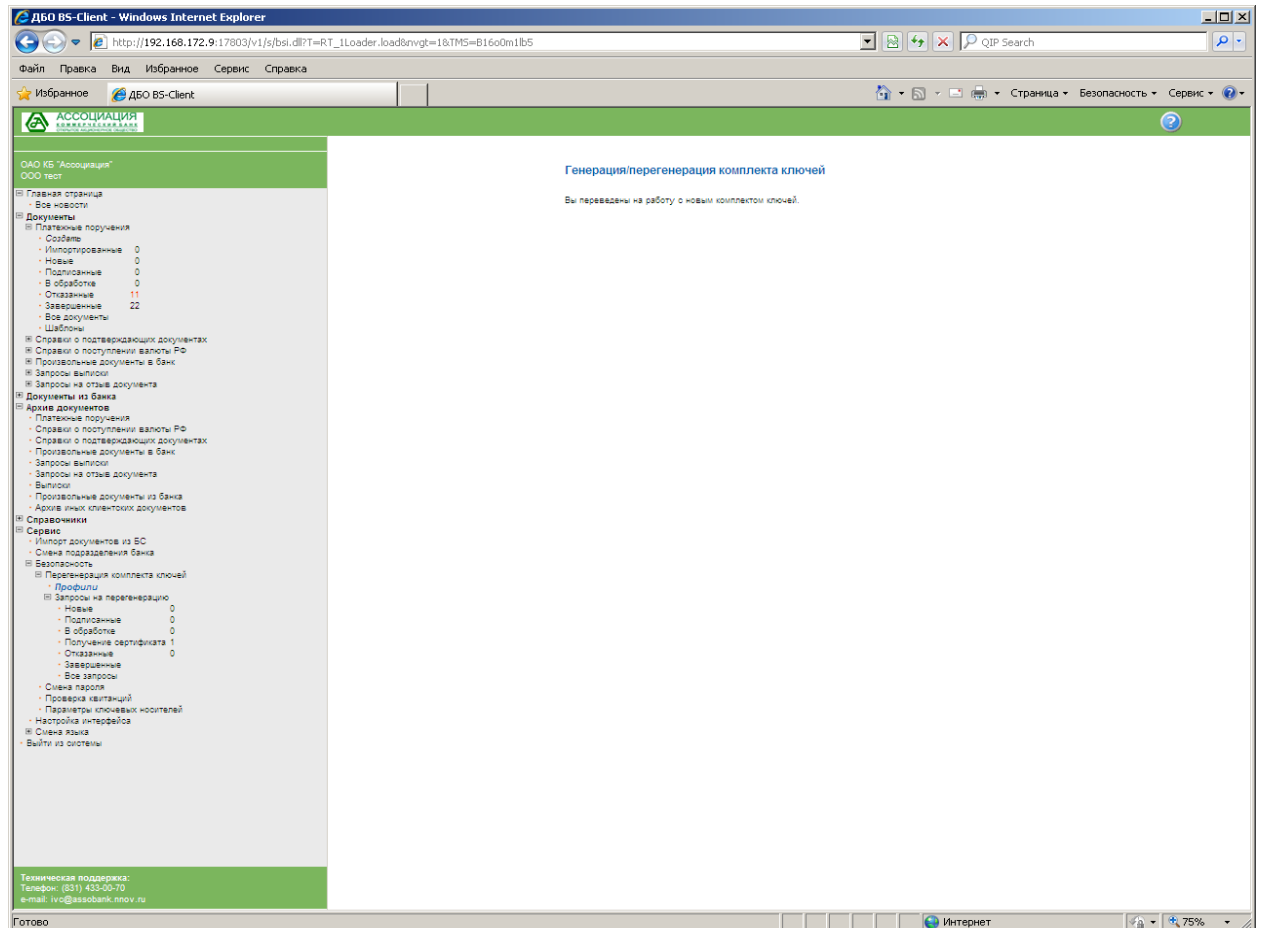 ДБО BS-Client - Windows Internet Explorer
http://192.168.172.9:17803/v1/s/bsi.dll?T=RT_1Loader.load&nvgt=1&TMS=B16o0m1lb5
QIP Search
Файл Правка Вид Избранное Сервис Справка
Избранное ДБО BS-Client Страница Безопасность Сервис
АССОЦИАЦИЯ
КОММЕРЧЕСКИЙ БАНК
ОТКРЫТОЕ АКЦИОНЕРНОЕ ОБЩЕСТВО
ОАО КБ "Ассоциация"
ООО тест
Главная страница
Все новости
Документы
Платежные поручения
Создать
Импортированные 0
Новые 0
Подписанные 0
В обработке 0
Отказанные 11
Завершенные 22
Все документы
Шаблоны
Справки о подтверждающих документах
Справки о поступлении валюты РФ
Произвольные документы в банк
Запросы выписки
Запросы на отзыв документа
Документы из банка
Архив документов
Платежные поручения
Справки о поступлении валюты РФ
Справки о подтверждающих документах
Произвольные документы в банк
Запросы выписки
Запросы на отзыв документа
Выписки
Произвольные документы из банка
Архив иных клиентских документов
Справочники
Сервис
Импорт документов из БС
Смена подразделения банка
Безопасность
Перегенерация комплекта ключей
Профили
Запросы на перегенерацию
Новые 0
Подписанные 0
В обработке 0
Получение сертификата 1
Отказанные 0
Завершенные
Все запросы
Смена пароля
Проверка квитанций
Параметры ключевых носителей
Настройка интерфейса
Смена языка
Выйти из системы
Генерация/перегенерация комплекта ключей
Вы переведены на работу с новым комплектом ключей.
Техническая поддержка:
Телефон: (831) 433-00-70
e-mail: ivo@assobank.nnov.ru
Готово Интернет 75%